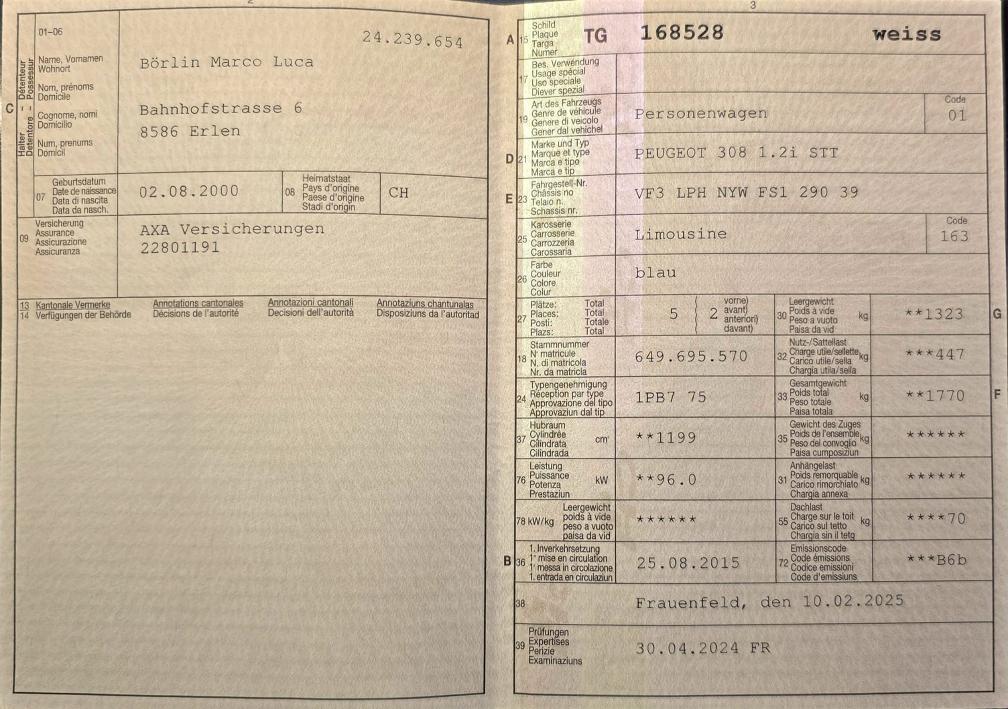 2
01-06
24.239.654
C
Détenteur
Possessur
Halter
Detentore
Name, Vornamen
Wohnort
Nom, prénoms
Domicile
Cognome, nomi
Domicilio
Num, prenums
Domicil
Börlin Marco Luca
Bahnhofstrasse 6
8586 Erlen
07
Geburtsdatum
Date de naissance
Data di nascita
Data da nasch.
02.08.2000
08
Heimatstaat
Pays d'origine
Paese d'origine
Stadi d'origin
CH
09
Versicherung
Assurance
Assicurazione
Assicuranza
AXA Versicherungen
22801191
13 Kantonale Vermerke Annotations cantonales Annotazioni cantonali Annotaziuns chantunalas
14 Verfügungen der Behörde Décisions de l'autorité Decisioni dell'autorità Disposiziuns da l'autoritad
3
A 15
Schild
Plaque
Targa
Numer
TG 168528 weiss
17
Bes. Verwendung
Usage spécial
Uso speciale
Diever spezial
19
Art des Fahrzeugs
Genre de véhicule
Genere di veicolo
Gener dal vehichel
Personenwagen
Code
01
D 21
Marke und Typ
Marque et type
Marca e tipo
Marca e tip
PEUGEOT 308 1.2i STT
E 23
Fahrgestell-Nr.
Châssis no
Telaio n.
Schassis nr.
VF3 LPH NYW FS1 290 39
25
Karosserie
Carrosserie
Carrozzeria
Carossaria
Limousine
Code
163
26
Farbe
Couleur
Colore
Colur
blau
27
Plätze: Total
Places: Total
Posti: Totale
Plazs: Total
5 ( 2
vorne)
avant)
anteriori)
davant)
30
Leergewicht
Poids à vide
Peso a vuoto
Paisa da vid
kg
**1323
G
18
Stammnummer
N° matricule
N. di matricola
Nr. da matricla
649.695.570
32
Nutz-/Sattellast
Charge utile/sellette
Carico utile/sella
Chargia utila/sella
kg
***447
24
Typengenehmigung
Réception par type
Approvazione del tipo
Approvaziun dal tip
1PB7 75
33
Gesamtgewicht
Poids total
Peso totale
Paisa totala
kg
**1770
F
37
Hubraum
Cylindrée
Cilindrata
Cilindrada
cm³
**1199
35
Gewicht des Zuges
Poids de l'ensemble
Peso del convoglio
Paisa cumposiziun
kg
******
76
Leistung
Puissance
Potenza
Prestaziun
kW
**96.0
31
Anhängelast
Poids remorquable
Carico rimorchiato
Chargia annexa
kg
******
78 kW/kg
Leergewicht
poids à vide
peso a vuoto
paisa da vid
******
55
Dachlast
Charge sur le toit
Carico sul tetto
Chargia sin il tetg
kg
****70
B 36
1. Inverkehrsetzung
1re mise en circulation
1a messa in circolazione
1. entrada en circulaziun
25.08.2015
72
Emissionscode
Code émissions
Codice emissioni
Code d'emissiuns
***B6b
38
Frauenfeld, den 10.02.2025
39
Prüfungen
Expertises
Perizie
Examinaziuns
30.04.2024 FR